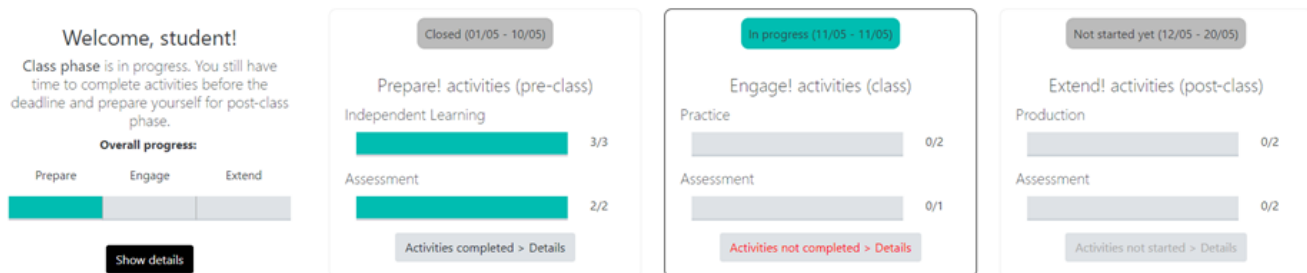 Welcome, student!
Class phase is in progress. You still have
time to complete activities before the
deadline and prepare yourself for post-class
phase.
Overall progress:
Prepare Engage Extend
Show details
Closed (01/05 - 10/05)
Prepare! activities (pre-class)
Independent Learning
3/3
Assessment
2/2
Activities completed > Details
In progress (11/05 - 11/05)
Engage! activities (class)
Practice
0/2
Assessment
0/1
Activities not completed > Details
Not started yet (12/05 - 20/05)
Extend! activities (post-class)
Production
0/2
Assessment
0/2
Activities not started > Details